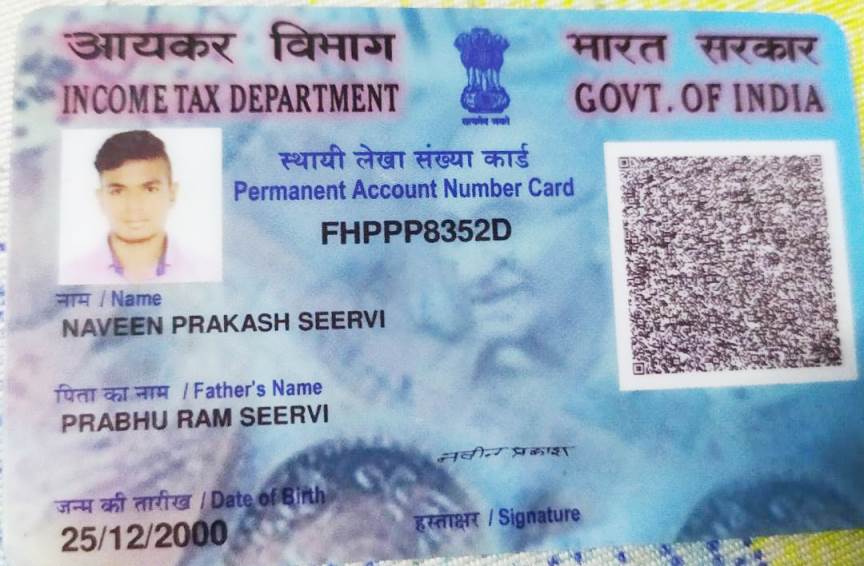 आयकर विभाग
INCOME TAX DEPARTMENT
भारत सरकार
GOVT. OF INDIA
सत्यमेव जयते
स्थायी लेखा संख्या कार्ड
Permanent Account Number Card
FHPPP8352D
नाम / Name
NAVEEN PRAKASH SEERVI
पिता का नाम / Father's Name
PRABHU RAM SEERVI
जन्म की तारीख / Date of Birth
25/12/2000
नवीन प्रकाश
हस्ताक्षर / Signature